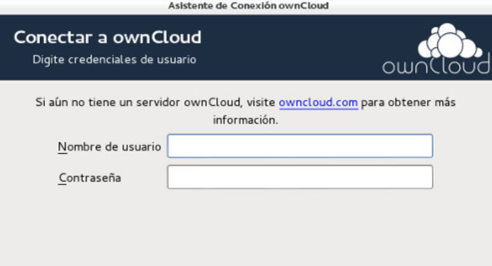 Asistente de Conexión ownCloud
Conectar a ownCloud
Digite credenciales de usuario
ownCloud
Si aún no tiene un servidor ownCloud, visite owncloud.com para obtener más
información.
Nombre de usuario
Contraseña